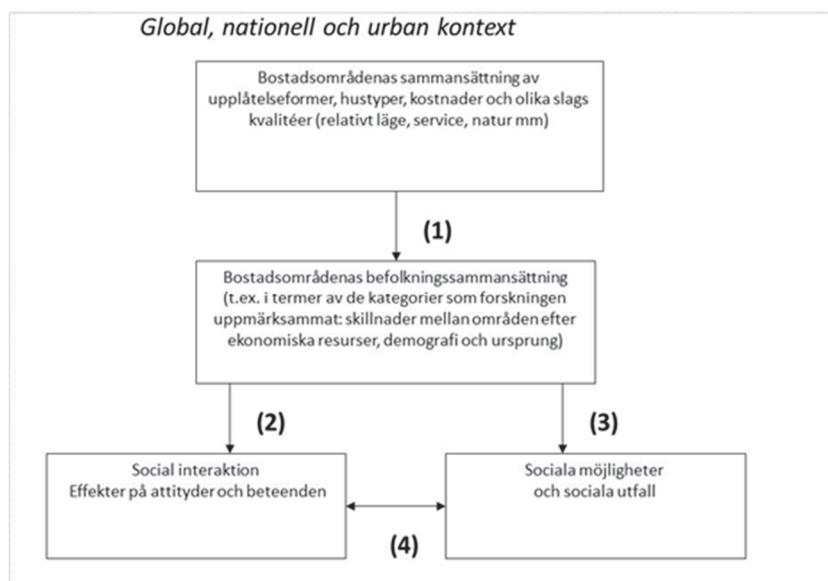 Global, nationell och urban kontext
Bostadsområdenas sammansättning av
upplåtelseformer, hustyper, kostnader och olika slags
kvalitéer (relativt läge, service, natur mm)
(1)
Bostadsområdenas befolkningssammansättning
(t.ex. i termer av de kategorier som forskningen
uppmärksammat: skillnader mellan områden efter
ekonomiska resurser, demografi och ursprung)
(2)
(3)
Social interaktion
Effekter på attityder och beteenden
Sociala möjligheter
och sociala utfall
(4)